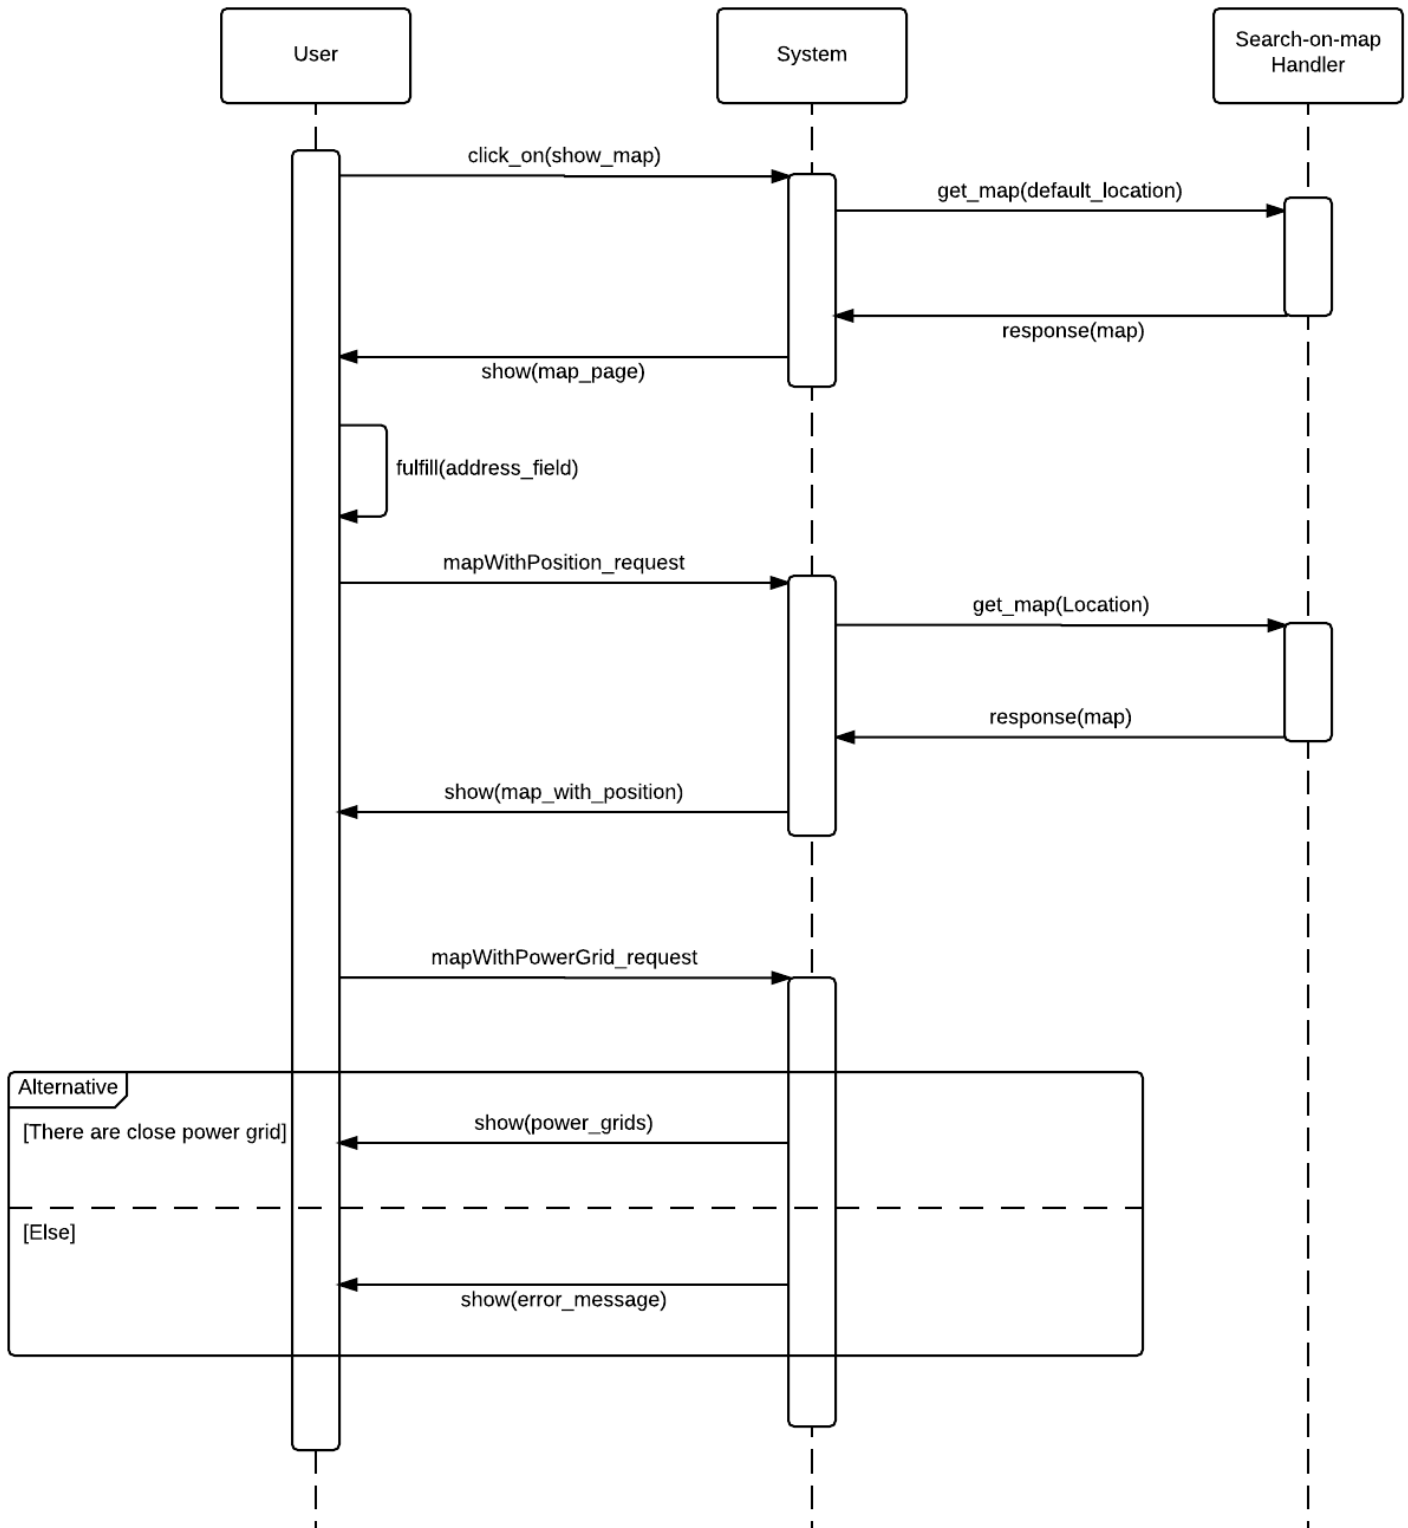 User
System
Search-on-map
Handler
click_on(show_map)
get_map(default_location)
response(map)
show(map_page)
fulfill(address_field)
mapWithPosition_request
get_map(Location)
response(map)
show(map_with_position)
mapWithPowerGrid_request
Alternative
[There are close power grid]
show(power_grids)
[Else]
show(error_message)